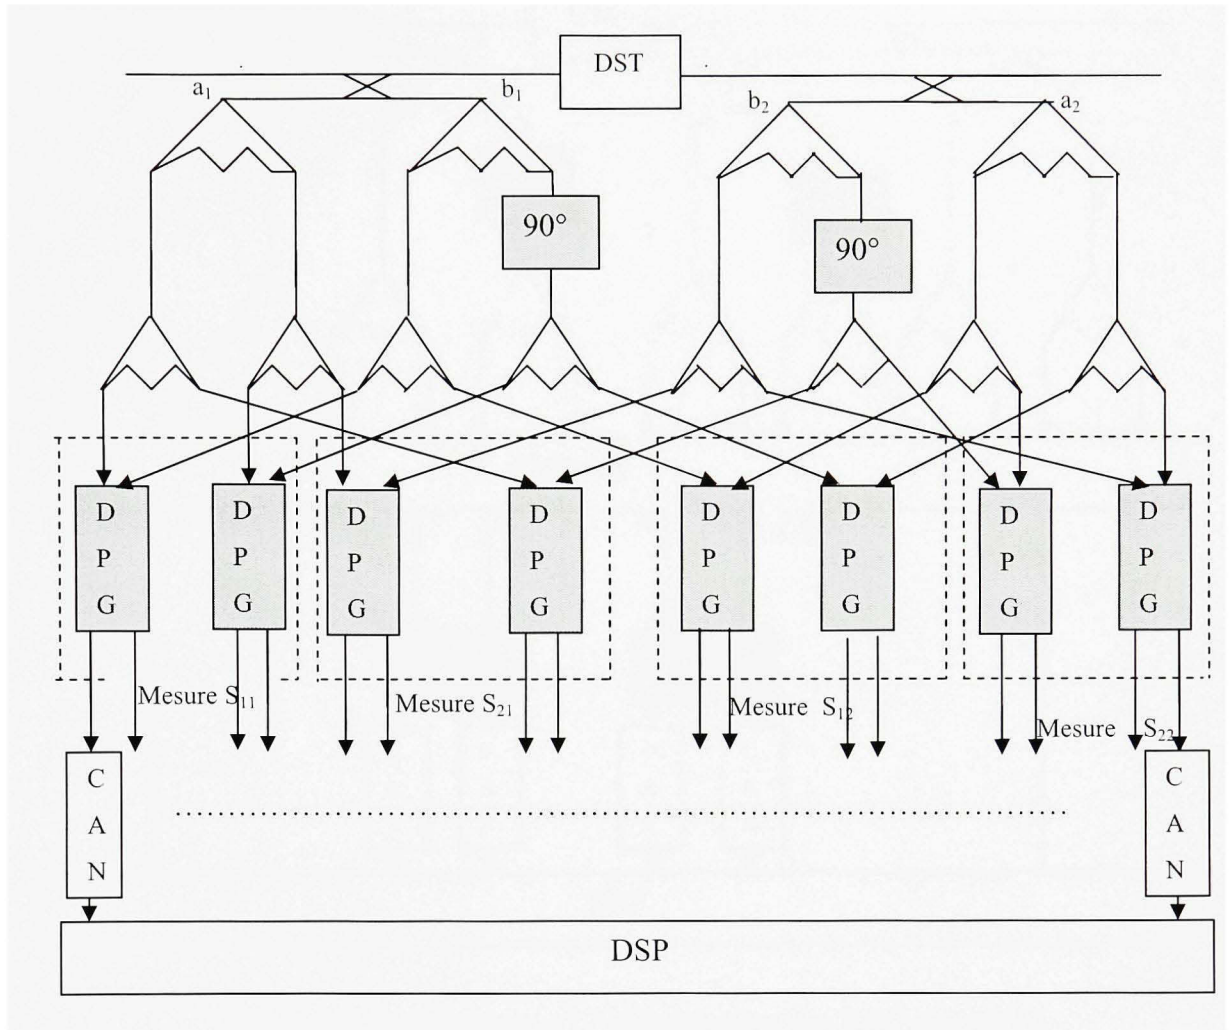 DST
a1 b1 b2 a2
90° 90°
D D D D D D D D
P P P P P P P P
G G G G G G G G
Mesure S11 Mesure S21 Mesure S12 Mesure S22
C C
A A
N N
DSP